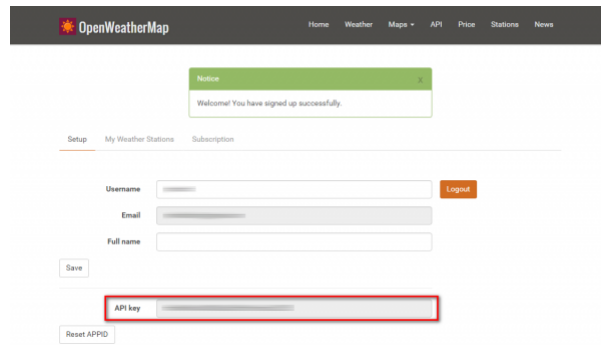 OpenWeatherMap Home Weather Maps API Price Stations News
Notice x
Welcome! You have signed up successfully.
Setup My Weather Stations Subscription
Username Logout
Email
Full name
Save
API key
Reset APPID